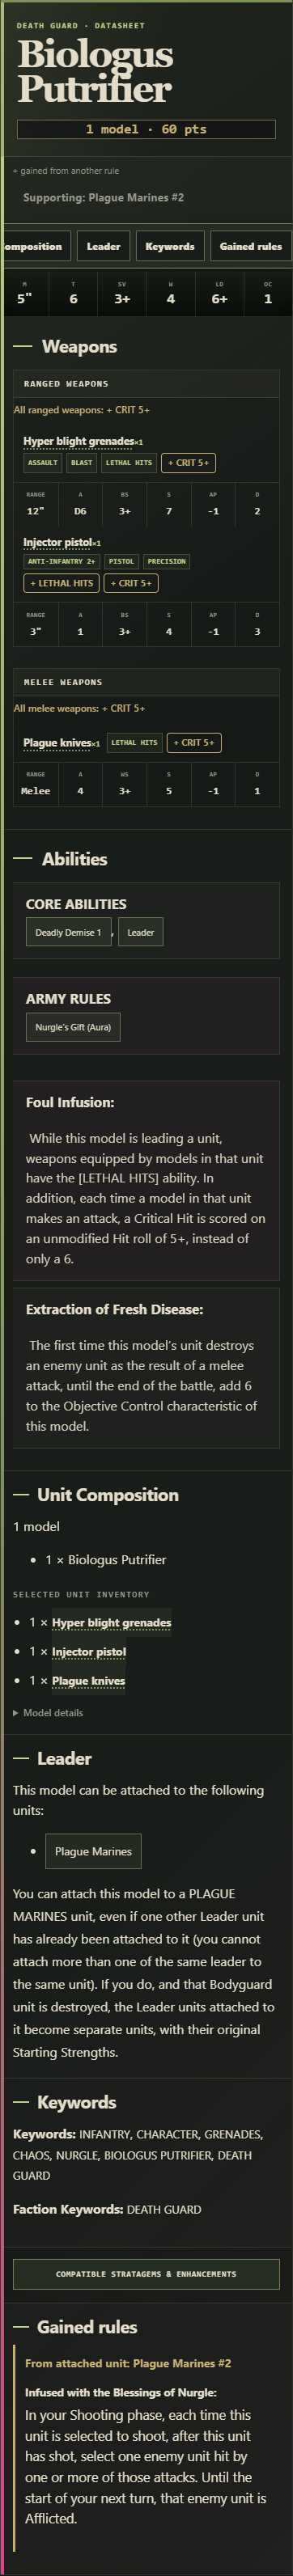 DEATH GUARD · DATASHEET
Biologus
Putrifier
1 model · 60 pts
+ gained from another rule
Supporting: Plague Marines #2
omposition
Leader
Keywords
Gained rules
M T SV W LD OC
5" 6 3+ 4 6+ 1
Weapons
RANGED WEAPONS
All ranged weapons: + CRIT 5+
Hyper blight grenades×1
ASSAULT BLAST LETHAL HITS + CRIT 5+
RANGE A BS S AP D
12" D6 3+ 7 -1 2
Injector pistol×1
ANTI-INFANTRY 2+ PISTOL PRECISION
+ LETHAL HITS + CRIT 5+
RANGE A BS S AP D
3" 1 3+ 4 -1 3
MELEE WEAPONS
All melee weapons: + CRIT 5+
Plague knives×1 LETHAL HITS + CRIT 5+
RANGE A WS S AP D
Melee 4 3+ 5 -1 1
Abilities
CORE ABILITIES
Deadly Demise 1 , Leader
ARMY RULES
Nurgle's Gift (Aura)
Foul Infusion:
While this model is leading a unit,
weapons equipped by models in that unit
have the [LETHAL HITS] ability. In
addition, each time a model in that unit
makes an attack, a Critical Hit is scored on
an unmodified Hit roll of 5+, instead of
only a 6.
Extraction of Fresh Disease:
The first time this model's unit destroys
an enemy unit as the result of a melee
attack, until the end of the battle, add 6
to the Objective Control characteristic of
this model.
Unit Composition
1 model
• 1 × Biologus Putrifier
SELECTED UNIT INVENTORY
• 1 × Hyper blight grenades
• 1 × Injector pistol
• 1 × Plague knives
▶ Model details
Leader
This model can be attached to the following
units:
• Plague Marines
You can attach this model to a PLAGUE
MARINES unit, even if one other Leader unit
has already been attached to it (you cannot
attach more than one of the same leader to
the same unit). If you do, and that Bodyguard
unit is destroyed, the Leader units attached to
it become separate units, with their original
Starting Strengths.
Keywords
Keywords: INFANTRY, CHARACTER, GRENADES,
CHAOS, NURGLE, BIOLOGUS PUTRIFIER, DEATH
GUARD
Faction Keywords: DEATH GUARD
COMPATIBLE STRATAGEMS & ENHANCEMENTS
Gained rules
From attached unit: Plague Marines #2
Infused with the Blessings of Nurgle:
In your Shooting phase, each time this
unit is selected to shoot, after this unit
has shot, select one enemy unit hit by
one or more of those attacks. Until the
start of your next turn, that enemy unit is
Afflicted.